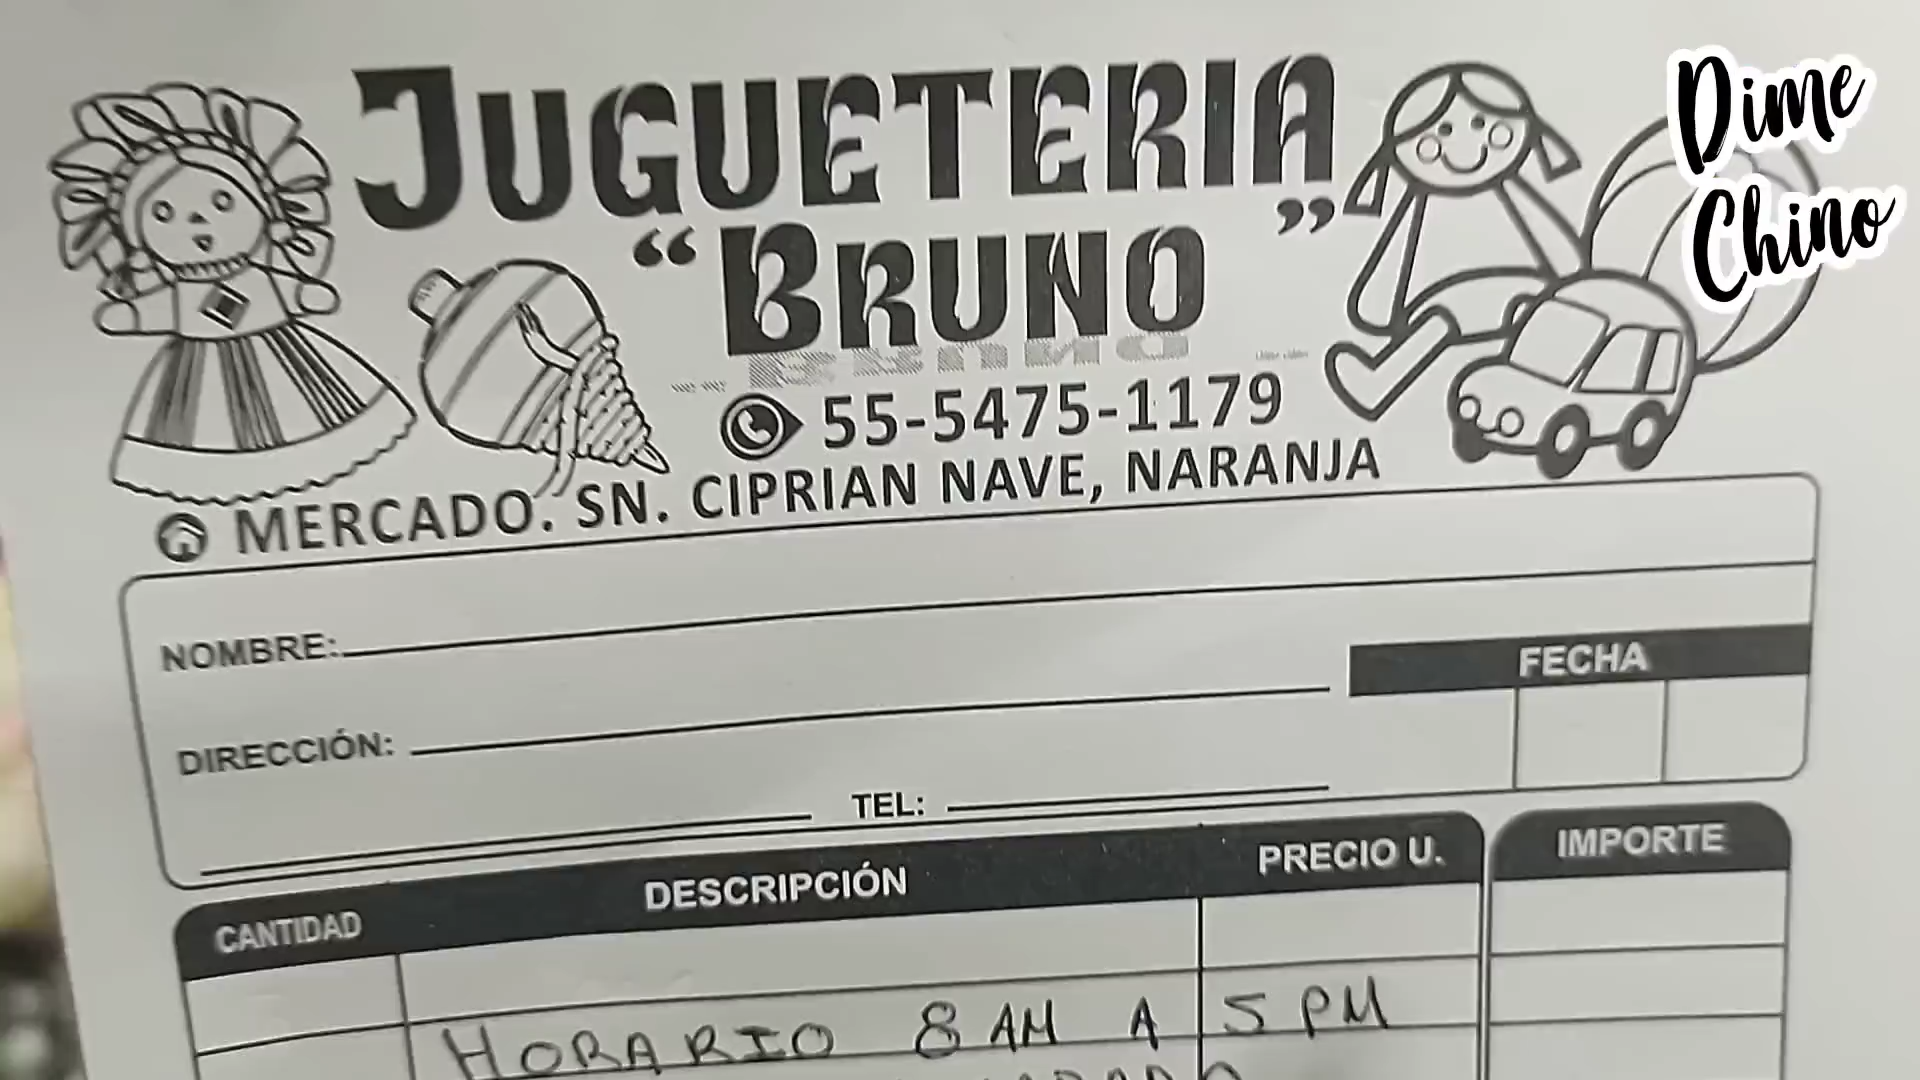 Dime
Chino
JUGUETERIA
“BRUNO”
55-5475-1179
MERCADO. SN. CIPRIAN NAVE, NARANJA
NOMBRE:
FECHA
DIRECCIÓN:
TEL:
CANTIDAD DESCRIPCIÓN PRECIO U. IMPORTE
HORARIO 8 AM A 5 PM